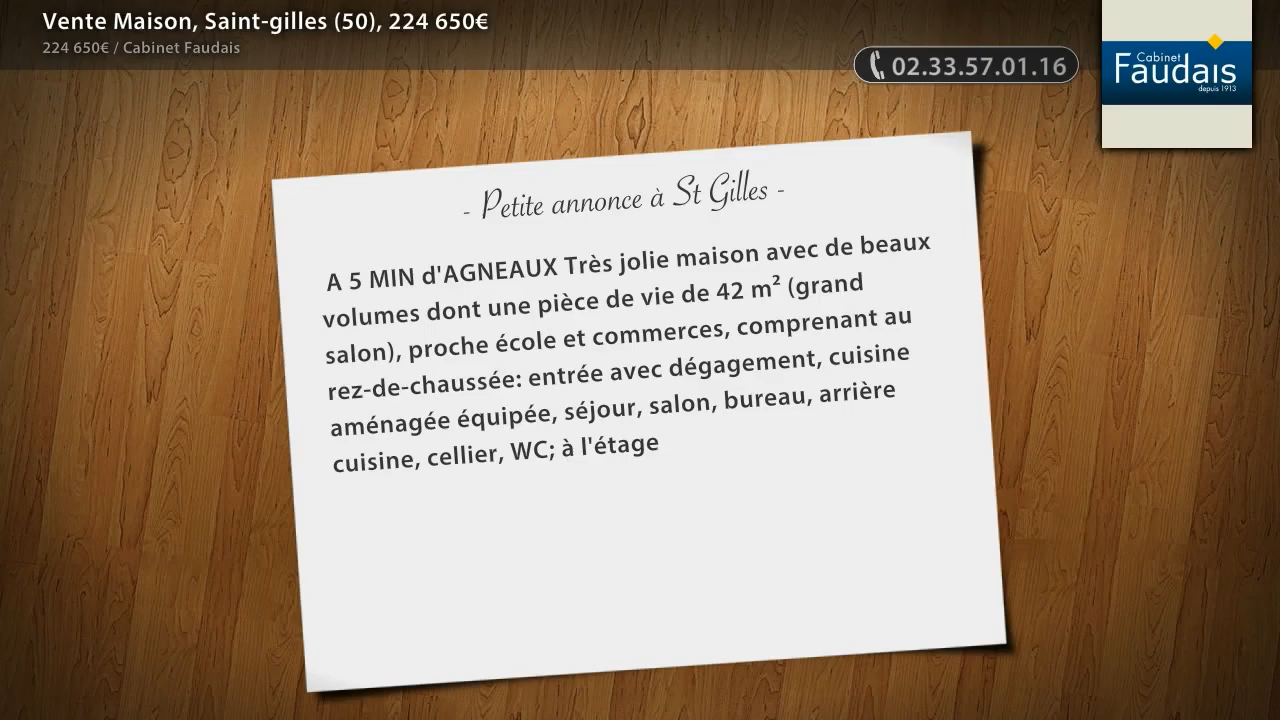 Vente Maison, Saint-gilles (50), 224 650€
224 650€ / Cabinet Faudais
02.33.57.01.16
Cabinet
Faudais
depuis 1913
- Petite annonce à St Gilles -
A 5 MIN d'AGNEAUX Très jolie maison avec de beaux
volumes dont une pièce de vie de 42 m² (grand
salon), proche école et commerces, comprenant au
rez-de-chaussée: entrée avec dégagement, cuisine
aménagée équipée, séjour, salon, bureau, arrière
cuisine, cellier, WC; à l'étage